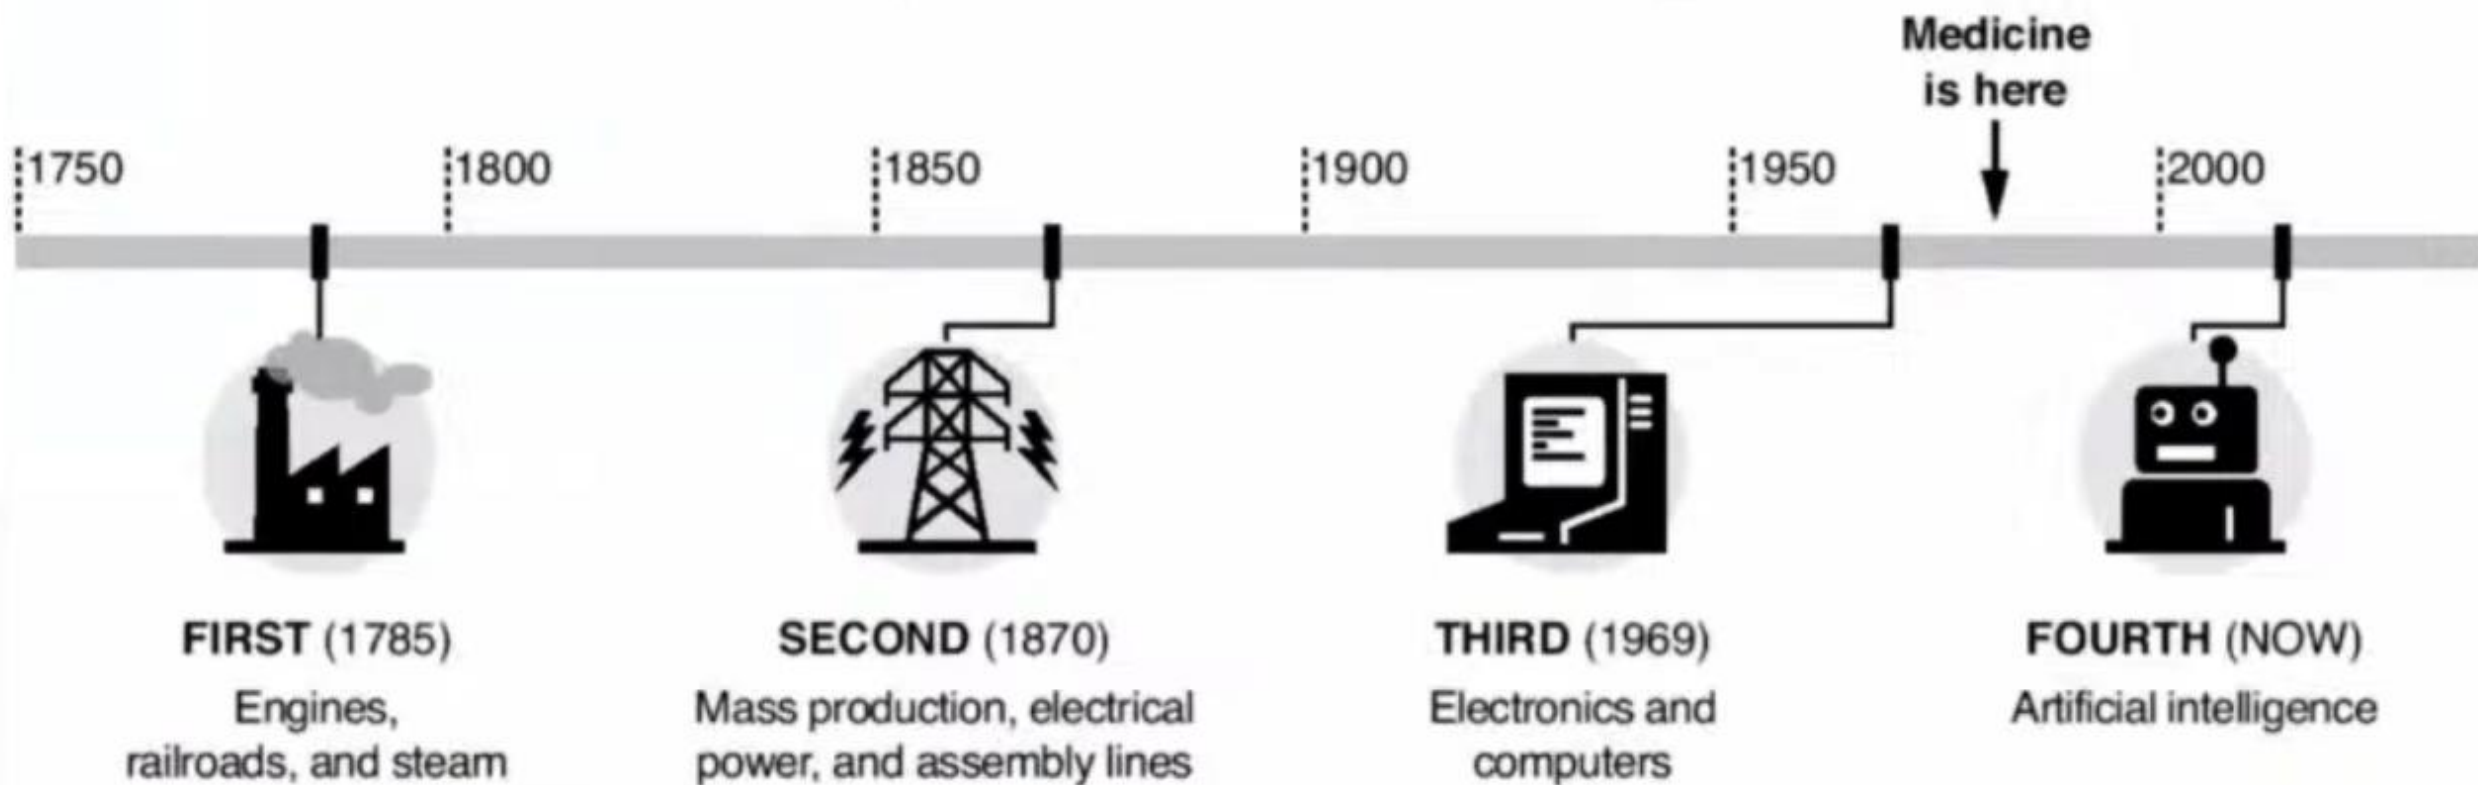 Medicine
is here
1750
1800
1850
1900
1950
2000
FIRST (1785)
Engines,
railroads, and steam
SECOND (1870)
Mass production, electrical
power, and assembly lines
THIRD (1969)
Electronics and
computers
FOURTH (NOW)
Artificial intelligence